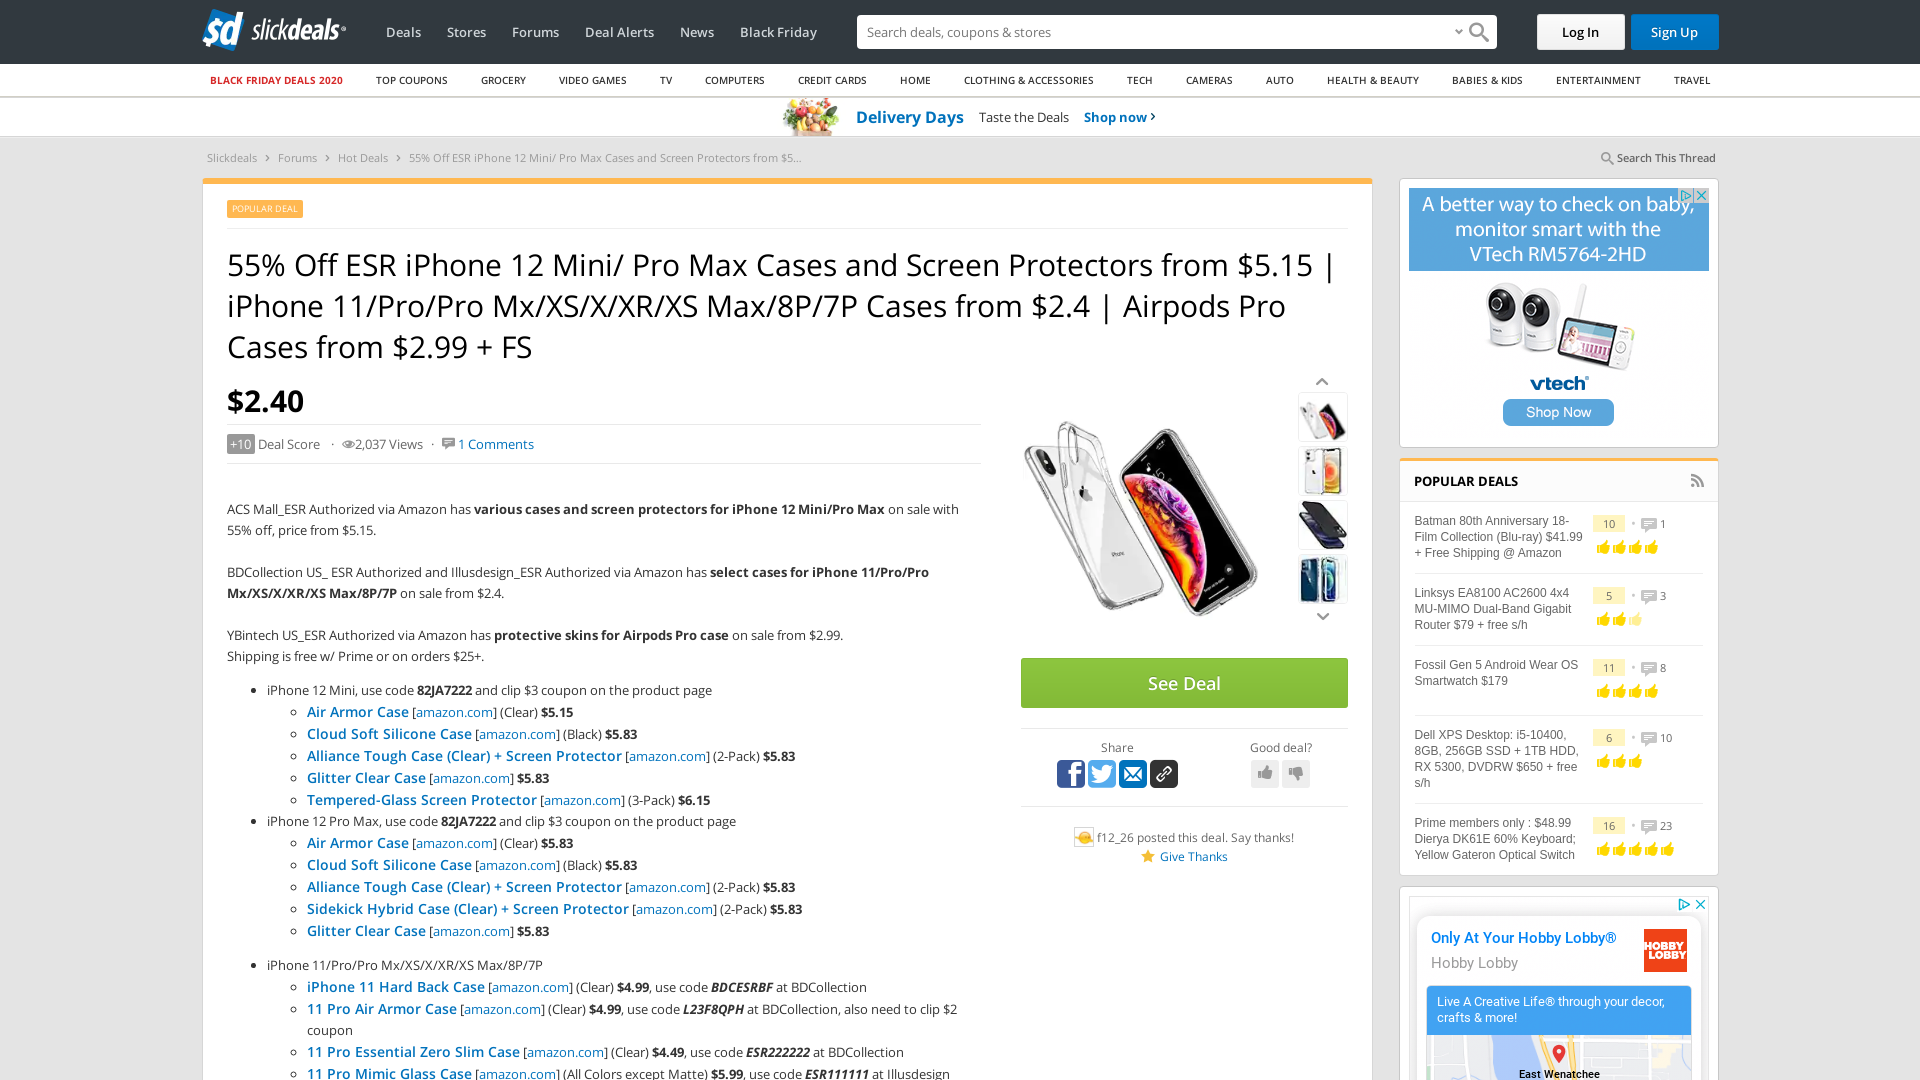 slickdeals
Deals Stores Forums Deal Alerts News Black Friday
Search deals, coupons & stores
Log In Sign Up
BLACK FRIDAY DEALS 2020 TOP COUPONS GROCERY VIDEO GAMES TV COMPUTERS CREDIT CARDS HOME CLOTHING & ACCESSORIES TECH CAMERAS AUTO HEALTH & BEAUTY BABIES & KIDS ENTERTAINMENT TRAVEL
Delivery Days Taste the Deals Shop now
Slickdeals Forums Hot Deals 55% Off ESR iPhone 12 Mini/ Pro Max Cases and Screen Protectors from $5...
Search This Thread
POPULAR DEAL
55% Off ESR iPhone 12 Mini/ Pro Max Cases and Screen Protectors from $5.15 |
iPhone 11/Pro/Pro Mx/XS/X/XR/XS Max/8P/7P Cases from $2.4 | Airpods Pro
Cases from $2.99 + FS
$2.40
+10 Deal Score · 2,037 Views · 1 Comments
ACS Mall_ESR Authorized via Amazon has various cases and screen protectors for iPhone 12 Mini/Pro Max on sale with
55% off, price from $5.15.
BDCollection US_ ESR Authorized and Illusdesign_ESR Authorized via Amazon has select cases for iPhone 11/Pro/Pro
Mx/XS/X/XR/XS Max/8P/7P on sale from $2.4.
YBintech US_ESR Authorized via Amazon has protective skins for Airpods Pro case on sale from $2.99.
Shipping is free w/ Prime or on orders $25+.
iPhone 12 Mini, use code 82JA7222 and clip $3 coupon on the product page
Air Armor Case [amazon.com] (Clear) $5.15
Cloud Soft Silicone Case [amazon.com] (Black) $5.83
Alliance Tough Case (Clear) + Screen Protector [amazon.com] (2-Pack) $5.83
Glitter Clear Case [amazon.com] $5.83
Tempered-Glass Screen Protector [amazon.com] (3-Pack) $6.15
iPhone 12 Pro Max, use code 82JA7222 and clip $3 coupon on the product page
Air Armor Case [amazon.com] (Clear) $5.83
Cloud Soft Silicone Case [amazon.com] (Black) $5.83
Alliance Tough Case (Clear) + Screen Protector [amazon.com] (2-Pack) $5.83
Sidekick Hybrid Case (Clear) + Screen Protector [amazon.com] (2-Pack) $5.83
Glitter Clear Case [amazon.com] $5.83
iPhone 11/Pro/Pro Mx/XS/X/XR/XS Max/8P/7P
iPhone 11 Hard Back Case [amazon.com] (Clear) $4.99, use code BDCESRBF at BDCollection
11 Pro Air Armor Case [amazon.com] (Clear) $4.99, use code L23F8QPH at BDCollection, also need to clip $2
coupon
11 Pro Essential Zero Slim Case [amazon.com] (Clear) $4.49, use code ESR222222 at BDCollection
11 Pro Mimic Glass Case [amazon.com] (All Colors except Matte) $5.99, use code ESR111111 at Illusdesign
See Deal
Share Good deal?
f12_26 posted this deal. Say thanks!
Give Thanks
A better way to check on baby,
monitor smart with the
VTech RM5764-2HD
vtech
Shop Now
POPULAR DEALS
Batman 80th Anniversary 18-
Film Collection (Blu-ray) $41.99
+ Free Shipping @ Amazon
10 • 1
Linksys EA8100 AC2600 4x4
MU-MIMO Dual-Band Gigabit
Router $79 + free s/h
5 • 3
Fossil Gen 5 Android Wear OS
Smartwatch $179
11 • 8
Dell XPS Desktop: i5-10400,
8GB, 256GB SSD + 1TB HDD,
RX 5300, DVDRW $650 + free
s/h
6 • 10
Prime members only : $48.99
Dierya DK61E 60% Keyboard;
Yellow Gateron Optical Switch
16 • 23
Only At Your Hobby Lobby®
Hobby Lobby
HOBBY
LOBBY
Live A Creative Life® through your decor,
crafts & more!
East Wenatchee